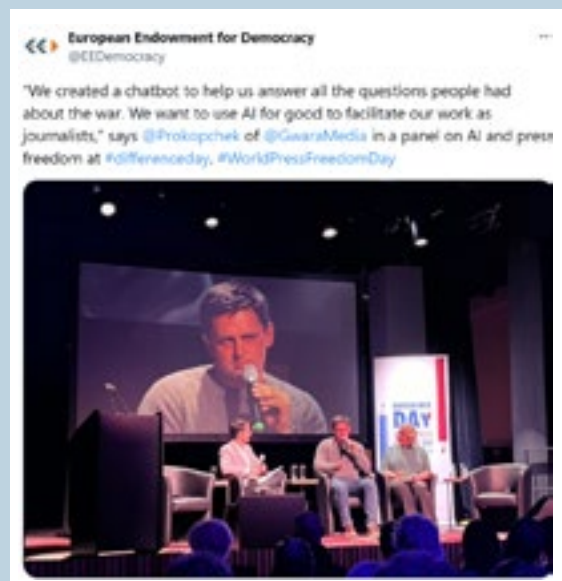 European Endowment for Democracy
@EEDemocracy
"We created a chatbot to help us answer all the questions people had
about the war. We want to use AI for good to facilitate our work as
journalists," says @Prokopchek of @GwaraMedia in a panel on AI and press
freedom at #differenceday, #WorldPressFreedomDay
DAY